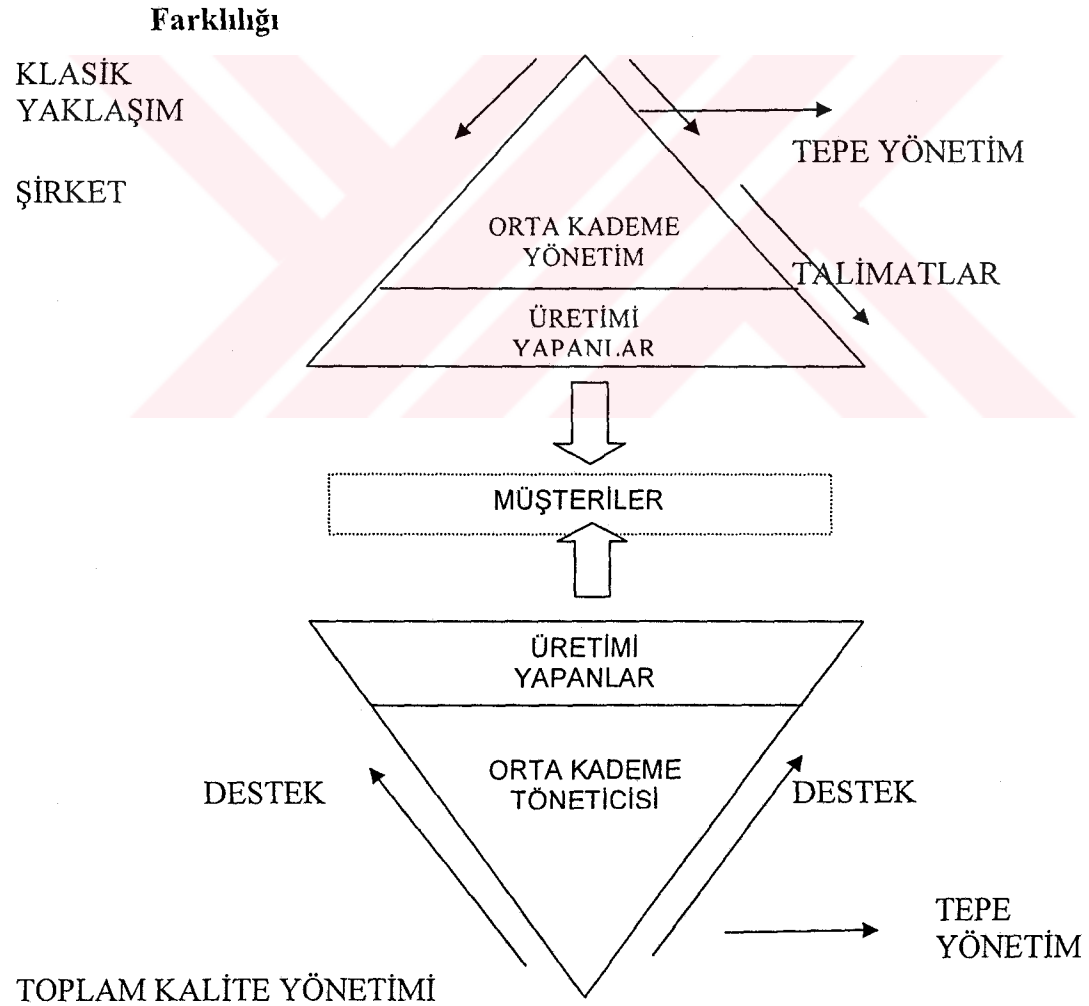 Farklılığı
KLASİK
YAKLAŞIM
TEPE YÖNETİM
ŞİRKET
ORTA KADEME
YÖNETİM
TALİMATLAR
ÜRETİMİ
YAPANLAR
MÜŞTERİLER
ÜRETİMİ
YAPANLAR
ORTA KADEME
TÖNETİCİSİ
DESTEK
DESTEK
TEPE
YÖNETİM
TOPLAM KALİTE YÖNETİMİ